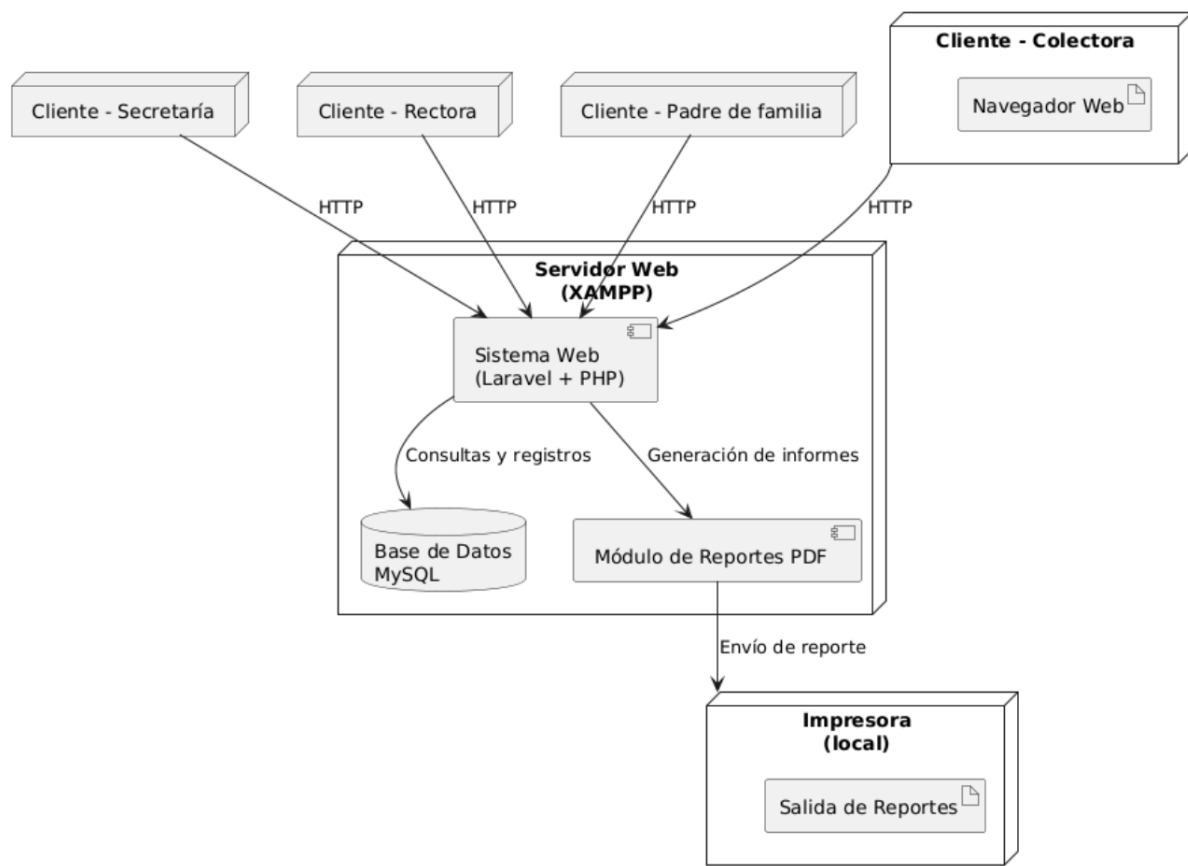 Cliente - Colectora
Navegador Web
Cliente - Secretaría
Cliente - Rectora
Cliente - Padre de familia
HTTP
HTTP
HTTP
HTTP
Servidor Web
(XAMPP)
Sistema Web
(Laravel + PHP)
Consultas y registros
Generación de informes
Base de Datos
MySQL
Módulo de Reportes PDF
Envío de reporte
Impresora
(local)
Salida de Reportes